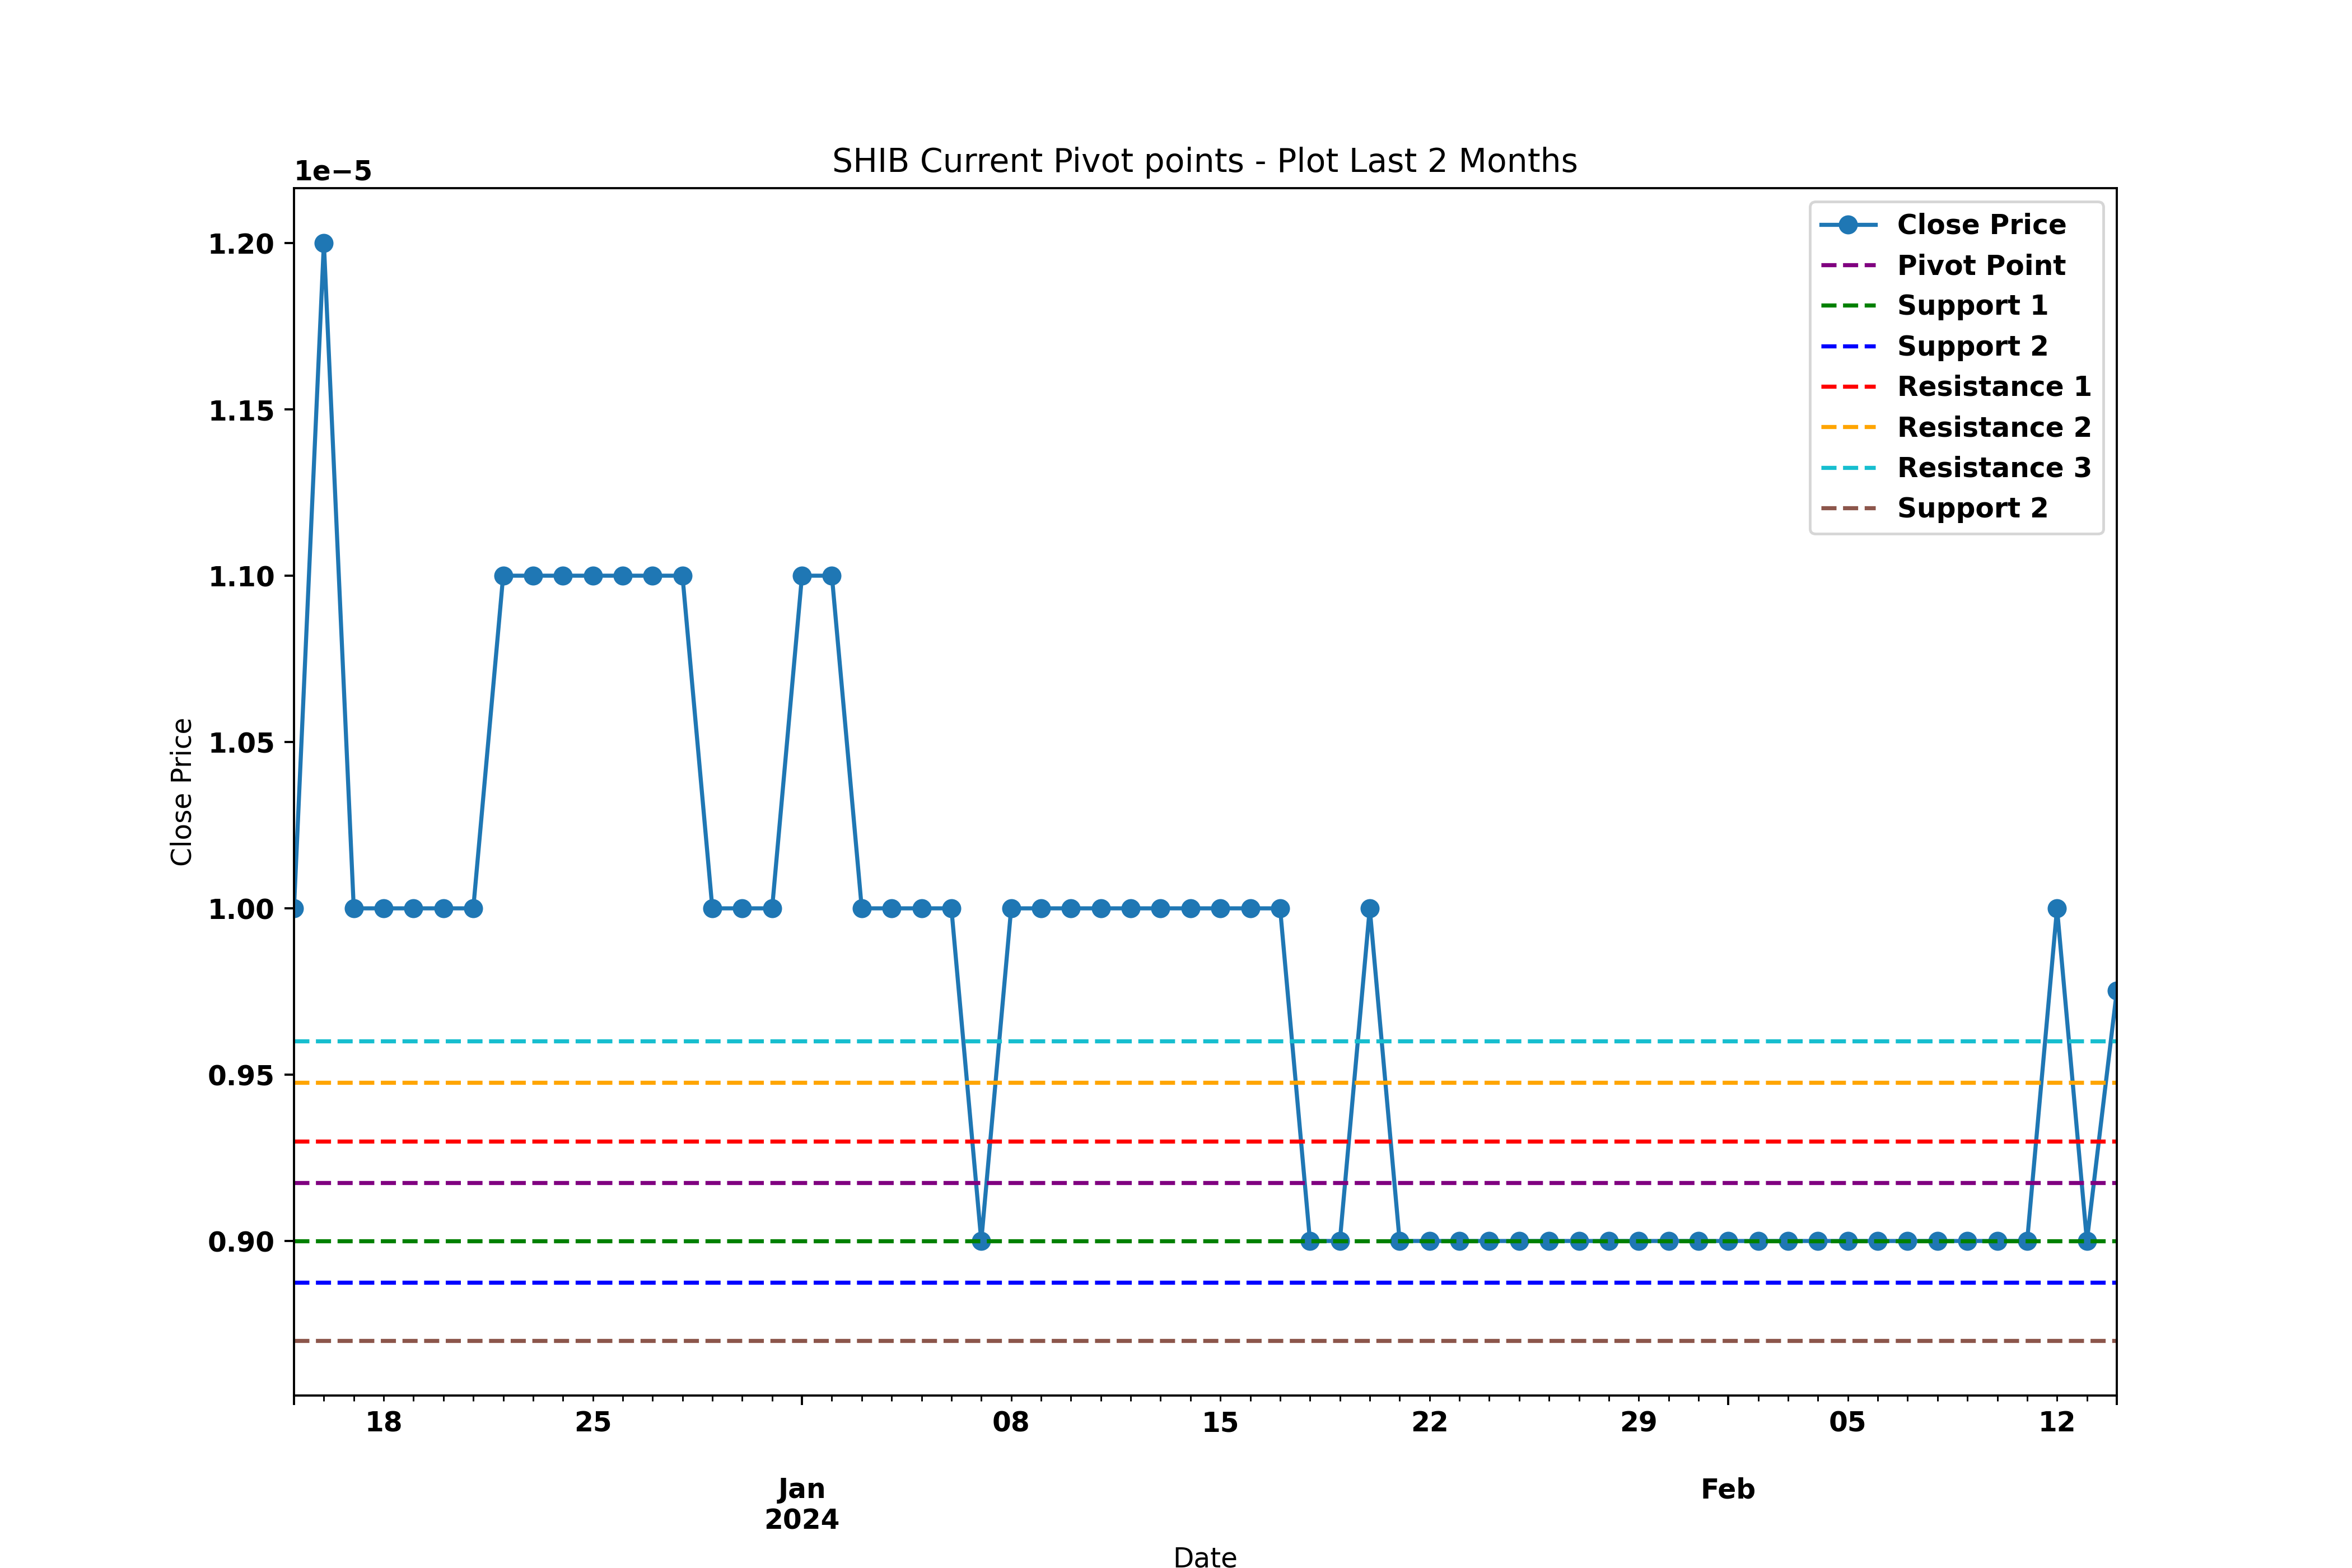 SHIB Current Pivot points - Plot Last 2 Months
1e−5
1.20
1.15
1.10
1.05
1.00
0.95
0.90
Close Price
Close Price
Pivot Point
Support 1
Support 2
Resistance 1
Resistance 2
Resistance 3
Support 2
18 25 08 15 22 29 05 12
Jan Feb
2024
Date